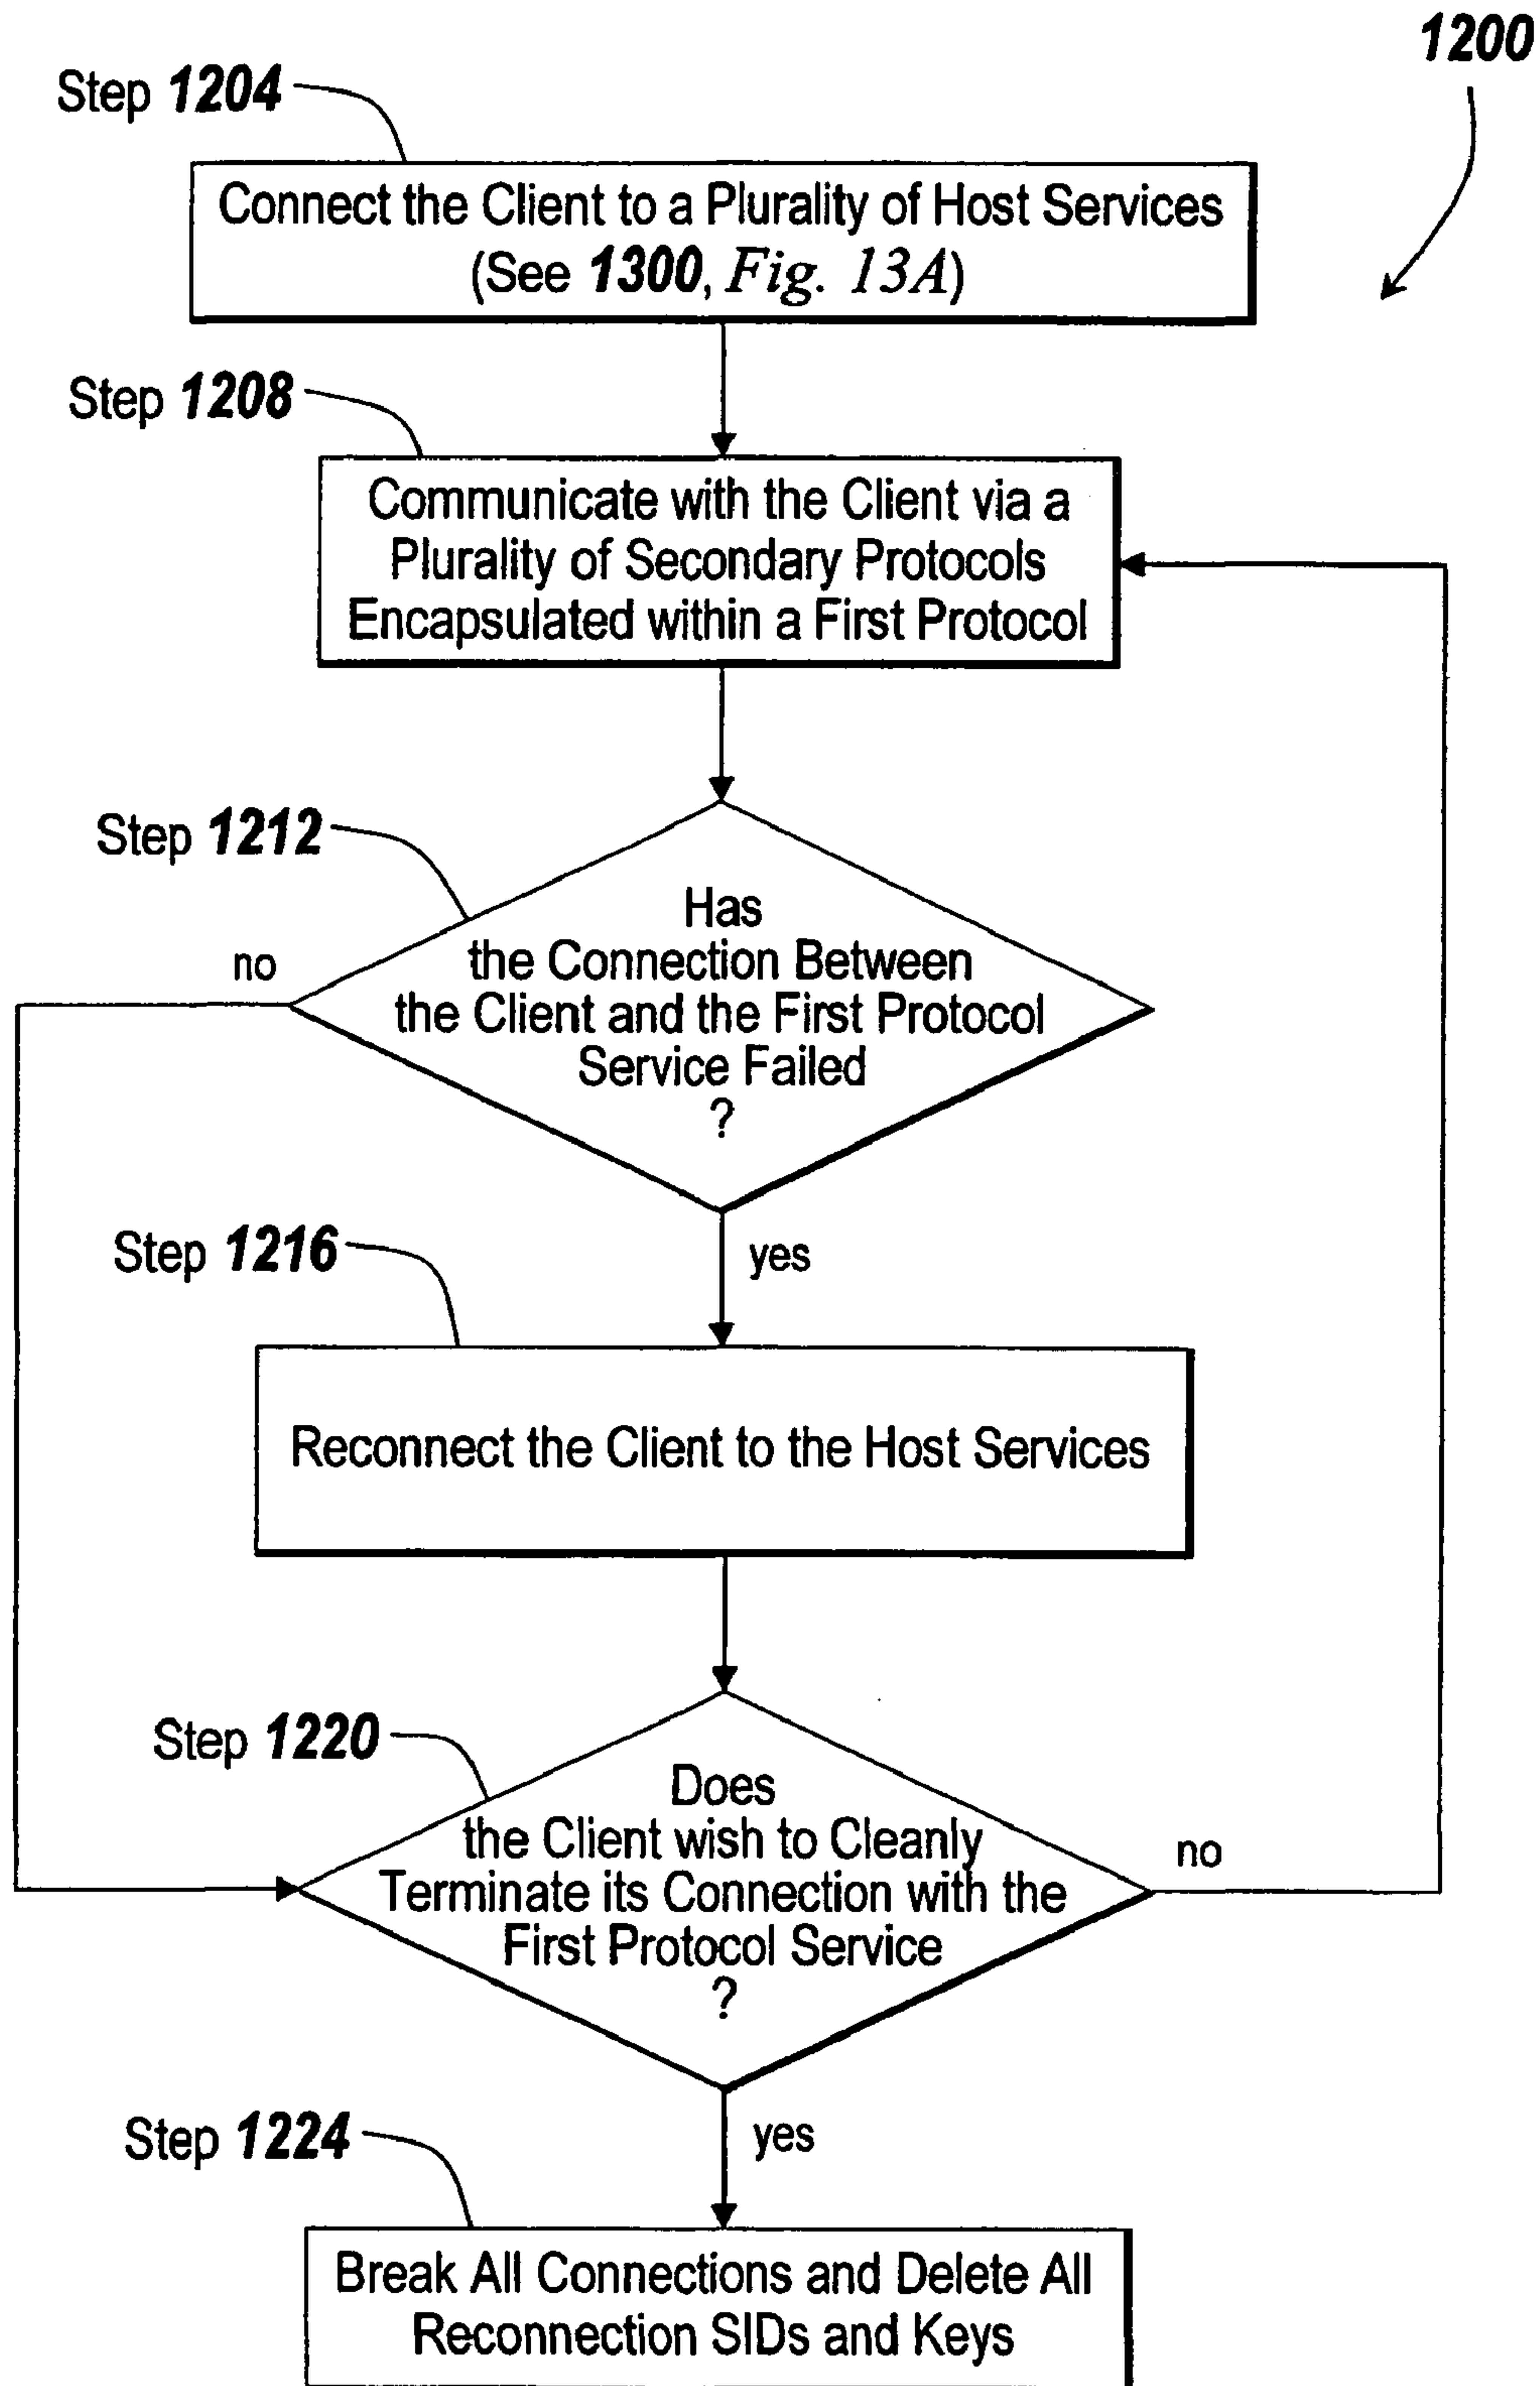 1200
Step 1204
Connect the Client to a Plurality of Host Services
(See 1300, Fig. 13A)
Step 1208
Communicate with the Client via a
Plurality of Secondary Protocols
Encapsulated within a First Protocol
Step 1212
Has
the Connection Between
the Client and the First Protocol
Service Failed
?
no
yes
Step 1216
Reconnect the Client to the Host Services
Step 1220
Does
the Client wish to Cleanly
Terminate its Connection with the
First Protocol Service
?
no
yes
Step 1224
Break All Connections and Delete All
Reconnection SIDs and Keys